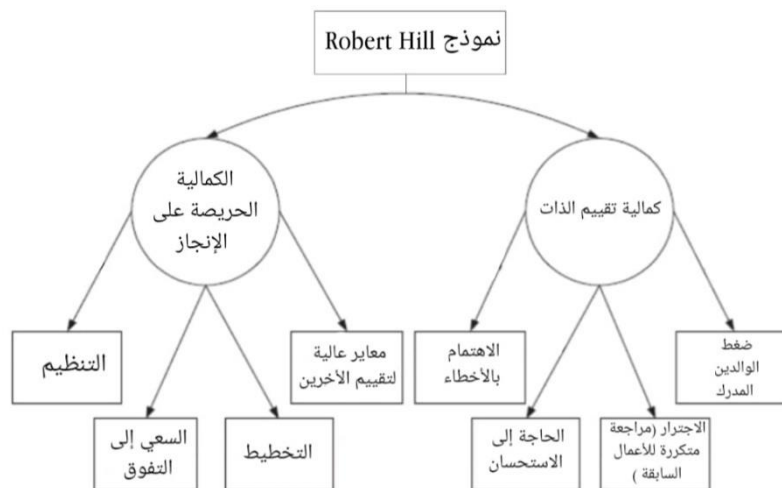 نموذج Robert Hill
الكمالية
الحريصة على
الإنجاز
كمالية تقييم الذات
التنظيم
السعي إلى
التفوق
التخطيط
معاير عالية
لتقييم الأخرين
الاهتمام
بالأخطاء
الحاجة إلى
الاستحسان
الاجترار (مراجعة
متكررة للأعمال
السابقة )
ضغط
الوالدين
المدرك